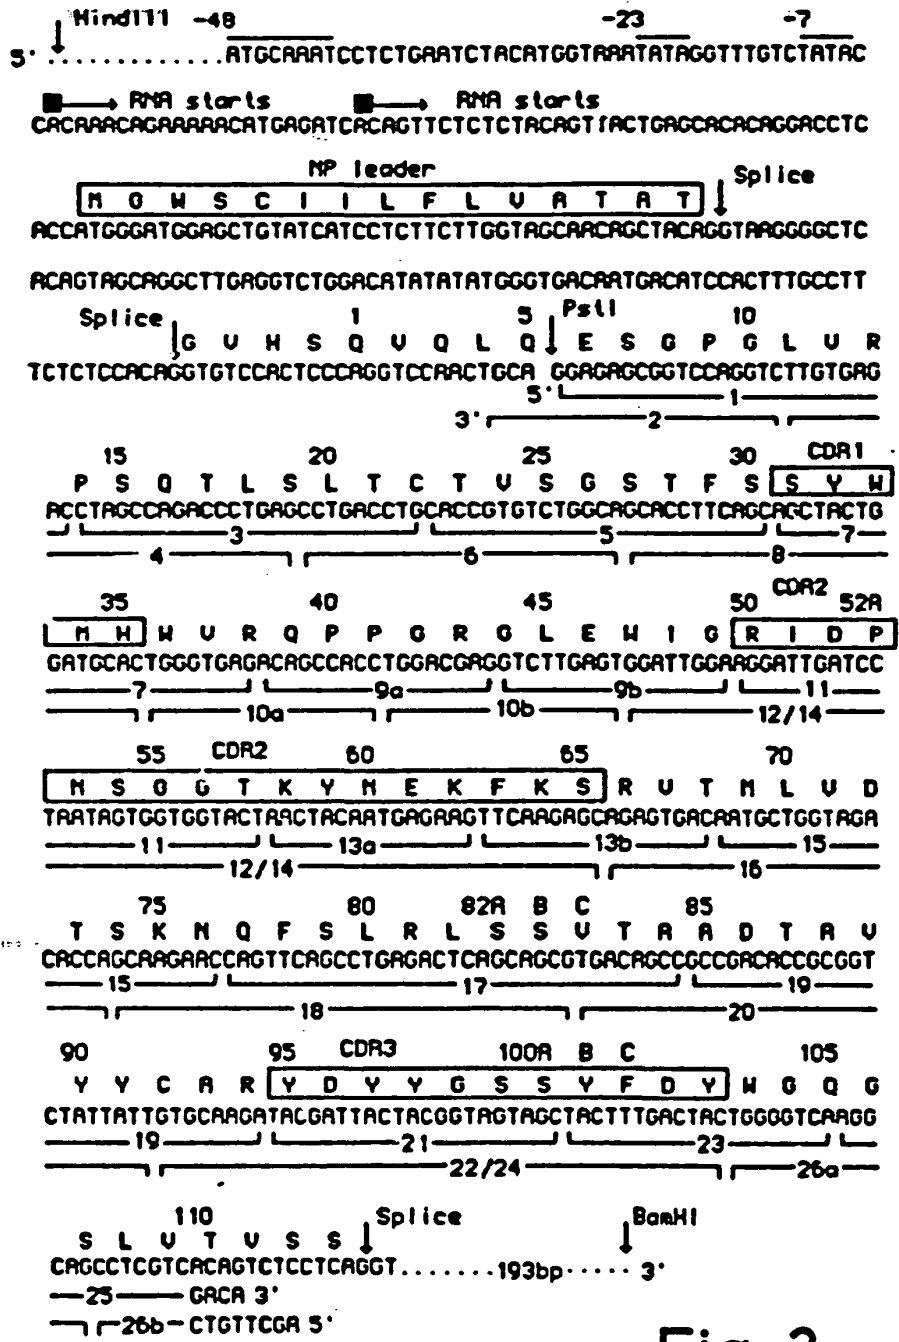 HindIII -48 -23 -7
5' .............ATGCAAATCCTCTGAATCTACATGGTAAATATAGGTTTGTCTATAC
RNA starts RNA starts
CACAAACAGAAAAACATGAGATCACAGTTCTCTCTACAGTTACTGAGCACACAGGACCTC
NP leader Splice
M G W S C I I L F L V A T A T
ACCATGGGATGGAGCTGTATCATCCTCTTCTTGGTAGCAACAGCTACAGGTAAGGGGCTC
ACAGTAGCAGGCTTGAGGTCTGGACATATATATGGGTGACAATGACATCCACTTTGCCTT
Splice 1 5 PstI 10
G V H S Q V Q L Q E S G P G L V R
TCTCTCCACAGGTGTCCACTCCCAGGTCCAACTGCA GGAGAGCGGTCCAGGTCTTGTGAG
5' 1
3' 2
15 20 25 30 CDR1
P S Q T L S L T C T V S G S T F S S Y W
ACCTAGCCAGACCCTGAGCCTGACCTGCACCGTGTCTGGCAGCACCTTCAGCAGCTACTG
3 5 7
4 6 8
35 40 45 50 CDR2 52A
M H W V R Q P P G R G L E W I G R I D P
GATGCACTGGGTGAGACAGCCACCTGGACGAGGTCTTGAGTGGATTGGAAGGATTGATCC
7 9a 9b 11
10a 10b 12/14
55 CDR2 60 65 70
N S G G T K Y N E K F K S R V T M L V D
TAATAGTGGTGGTACTAACTACAATGAGAAGTTCAAGAGCAGAGTGACAATGCTGGTAGA
11 13a 13b 15
12/14 16
75 80 82A B C 85
T S K N Q F S L R L S S V T A A D T A V
CACCAGCAAGAACCAGTTCAGCCTGAGACTCAGCAGCGTGACAGCCGCCGACACCGCGGT
15 17 19
18 20
90 95 CDR3 100A B C 105
Y Y C A R Y D Y Y G S S Y F D Y W G Q G
CTATTATTGTGCAAGATACGATTACTACGGTAGTAGCTACTTTGACTACTGGGGTCAAGG
19 21 23
22/24 26a
110 Splice BamHI
S L V T V S S
CAGCCTCGTCACAGTCTCCTCAGGT.......193bp..... 3'
25 GACA 3'
26b CTGTTCGA 5'